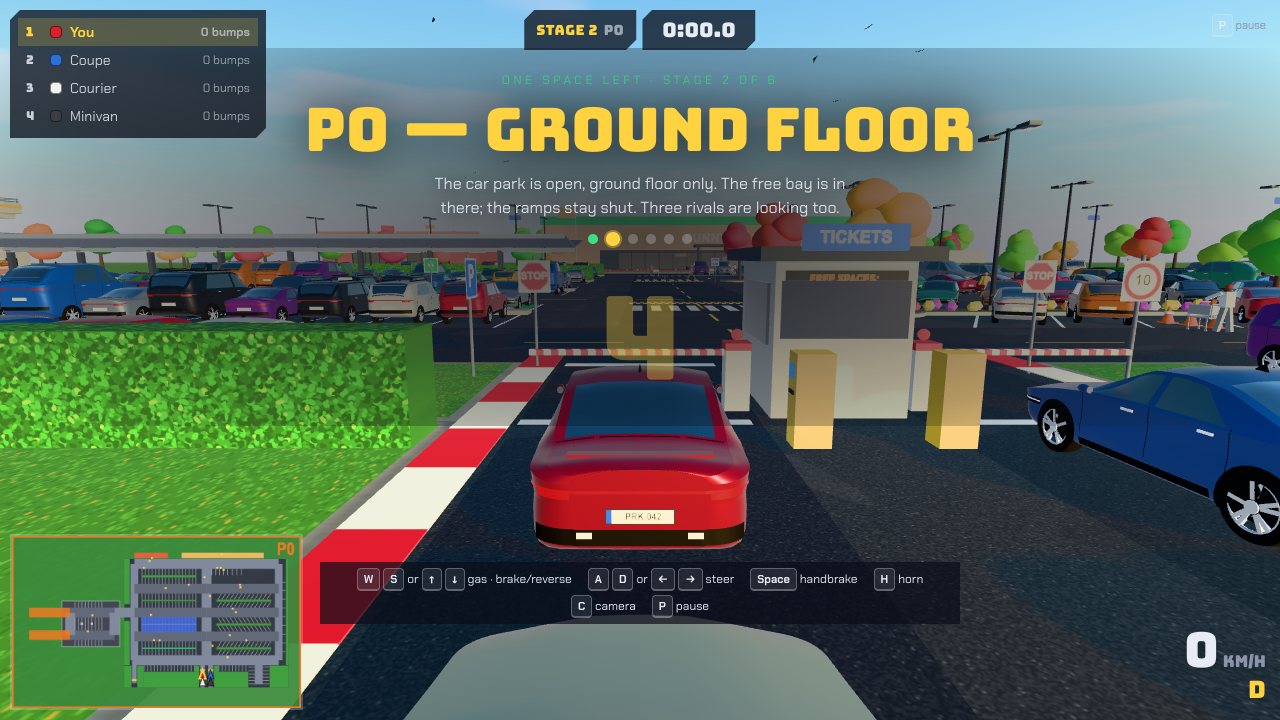 1 You 0 bumps
2 Coupe 0 bumps
3 Courier 0 bumps
4 Minivan 0 bumps
STAGE 2 P0
0:00.0
P pause
ONE SPACE LEFT · STAGE 2 OF 6
P0 — GROUND FLOOR
The car park is open, ground floor only. The free bay is in
there; the ramps stay shut. Three rivals are looking too.
TICKETS
FREE SPACES:
STOP
P
STOP
10
4
PRK 042
W S or ↑ ↓ gas · brake/reverse A D or ← → steer Space handbrake H horn
C camera P pause
P0
0 KM/H
D